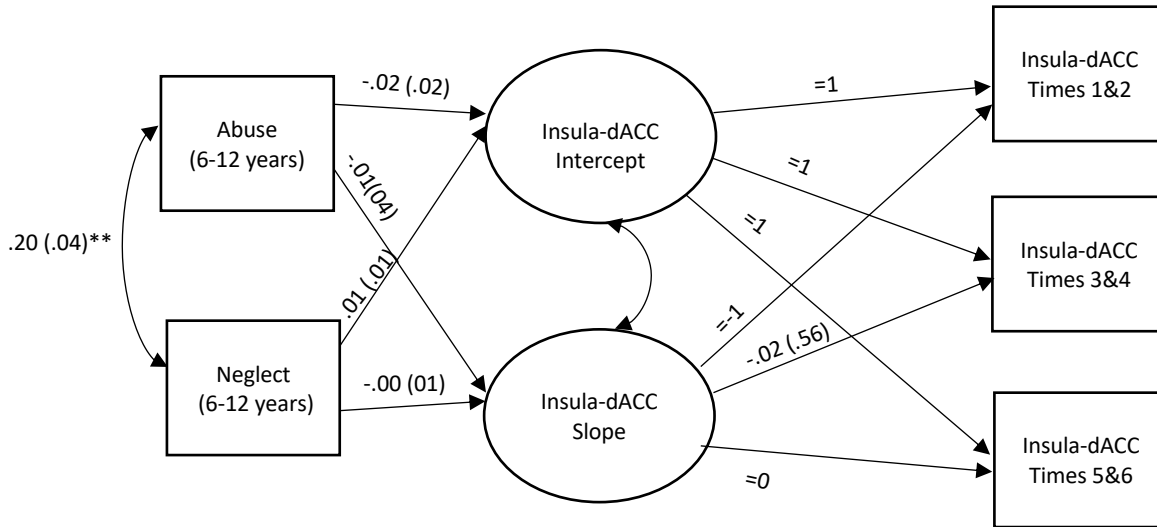 Abuse
(6-12 years)
Neglect
(6-12 years)
.20 (.04)**
-.02 (.02)
-.01(04)
.01 (.01)
-.00 (01)
Insula-dACC
Intercept
Insula-dACC
Slope
=1
=1
=1
=-1
-.02 (.56)
=0
Insula-dACC
Times 1&2
Insula-dACC
Times 3&4
Insula-dACC
Times 5&6